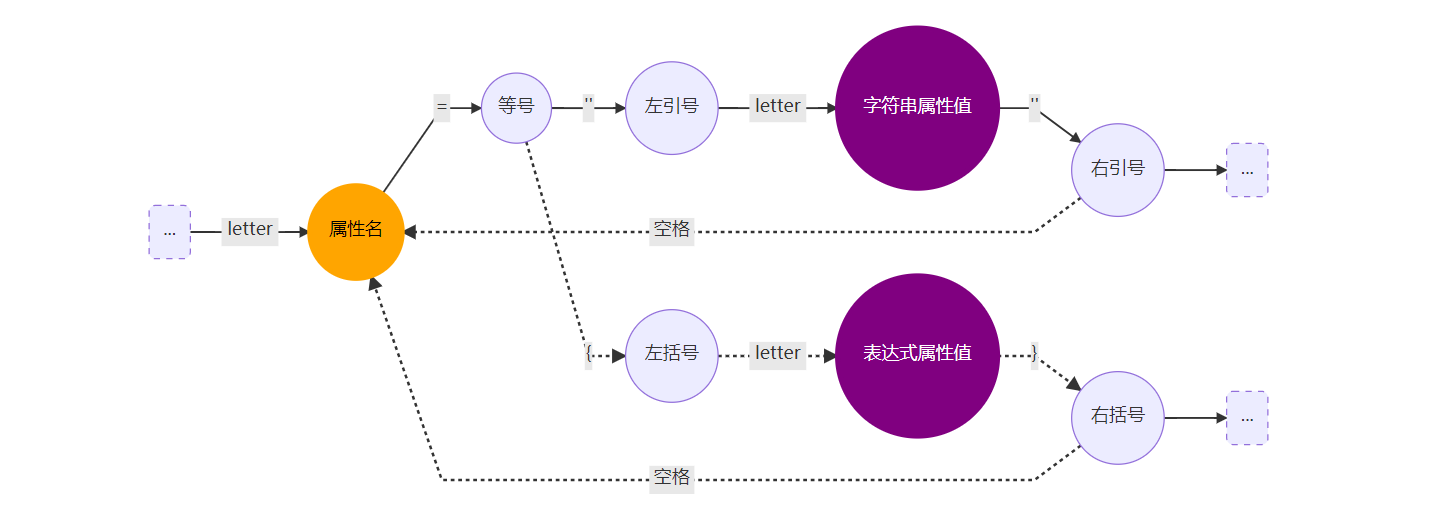 =
等号
"
左引号
letter
字符串属性值
"
右引号
...
...
letter
属性名
空格
{
左括号
letter
表达式属性值
}
右括号
...
空格